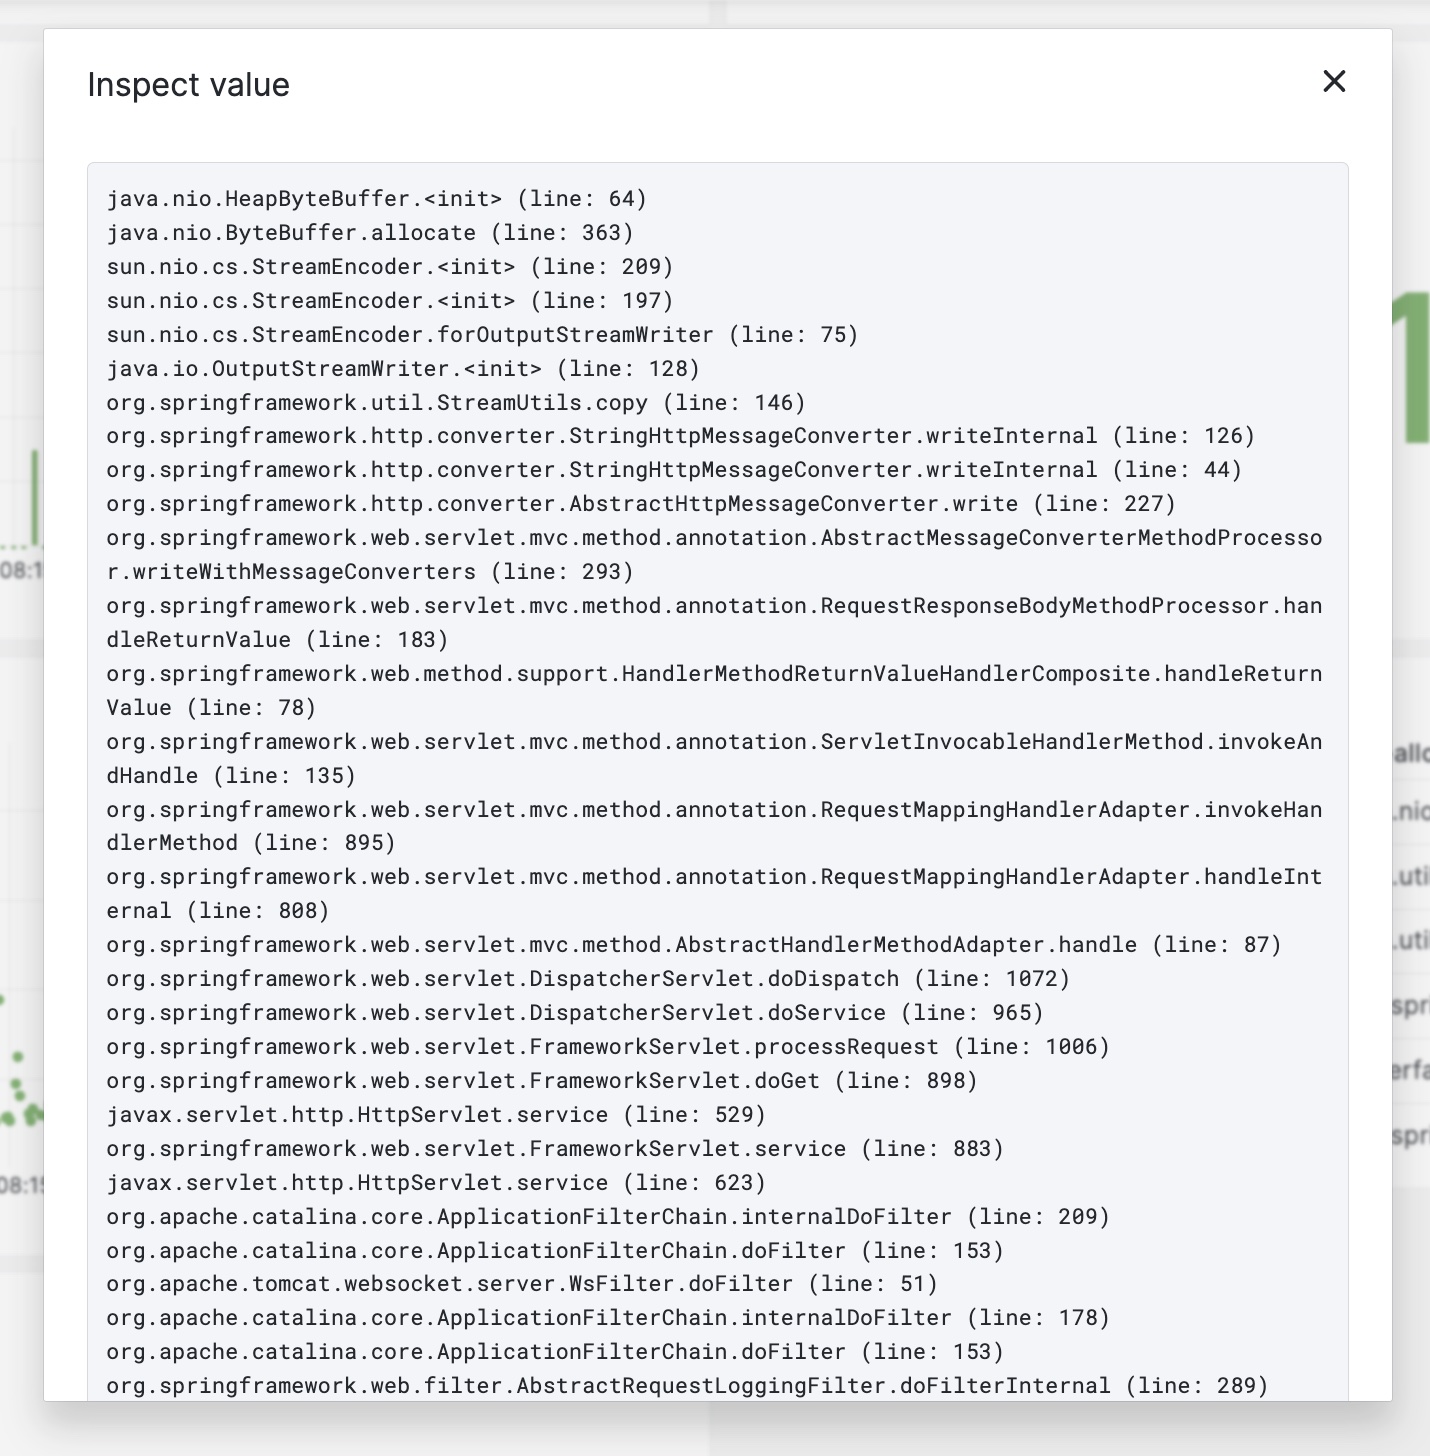 Inspect value
java.nio.HeapByteBuffer.<init> (line: 64)
java.nio.ByteBuffer.allocate (line: 363)
sun.nio.cs.StreamEncoder.<init> (line: 209)
sun.nio.cs.StreamEncoder.<init> (line: 197)
sun.nio.cs.StreamEncoder.forOutputStreamWriter (line: 75)
java.io.OutputStreamWriter.<init> (line: 128)
org.springframework.util.StreamUtils.copy (line: 146)
org.springframework.http.converter.StringHttpMessageConverter.writeInternal (line: 126)
org.springframework.http.converter.StringHttpMessageConverter.writeInternal (line: 44)
org.springframework.http.converter.AbstractHttpMessageConverter.write (line: 227)
org.springframework.web.servlet.mvc.method.annotation.AbstractMessageConverterMethodProcesso
r.writeWithMessageConverters (line: 293)
org.springframework.web.servlet.mvc.method.annotation.RequestResponseBodyMethodProcessor.han
dleReturnValue (line: 183)
org.springframework.web.method.support.HandlerMethodReturnValueHandlerComposite.handleReturn
Value (line: 78)
org.springframework.web.servlet.mvc.method.annotation.ServletInvocableHandlerMethod.invokeAn
dHandle (line: 135)
org.springframework.web.servlet.mvc.method.annotation.RequestMappingHandlerAdapter.invokeHan
dlerMethod (line: 895)
org.springframework.web.servlet.mvc.method.annotation.RequestMappingHandlerAdapter.handleInt
ernal (line: 808)
org.springframework.web.servlet.mvc.method.AbstractHandlerMethodAdapter.handle (line: 87)
org.springframework.web.servlet.DispatcherServlet.doDispatch (line: 1072)
org.springframework.web.servlet.DispatcherServlet.doService (line: 965)
org.springframework.web.servlet.FrameworkServlet.processRequest (line: 1006)
org.springframework.web.servlet.FrameworkServlet.doGet (line: 898)
javax.servlet.http.HttpServlet.service (line: 529)
org.springframework.web.servlet.FrameworkServlet.service (line: 883)
javax.servlet.http.HttpServlet.service (line: 623)
org.apache.catalina.core.ApplicationFilterChain.internalDoFilter (line: 209)
org.apache.catalina.core.ApplicationFilterChain.doFilter (line: 153)
org.apache.tomcat.websocket.server.WsFilter.doFilter (line: 51)
org.apache.catalina.core.ApplicationFilterChain.internalDoFilter (line: 178)
org.apache.catalina.core.ApplicationFilterChain.doFilter (line: 153)
org.springframework.web.filter.AbstractRequestLoggingFilter.doFilterInternal (line: 289)